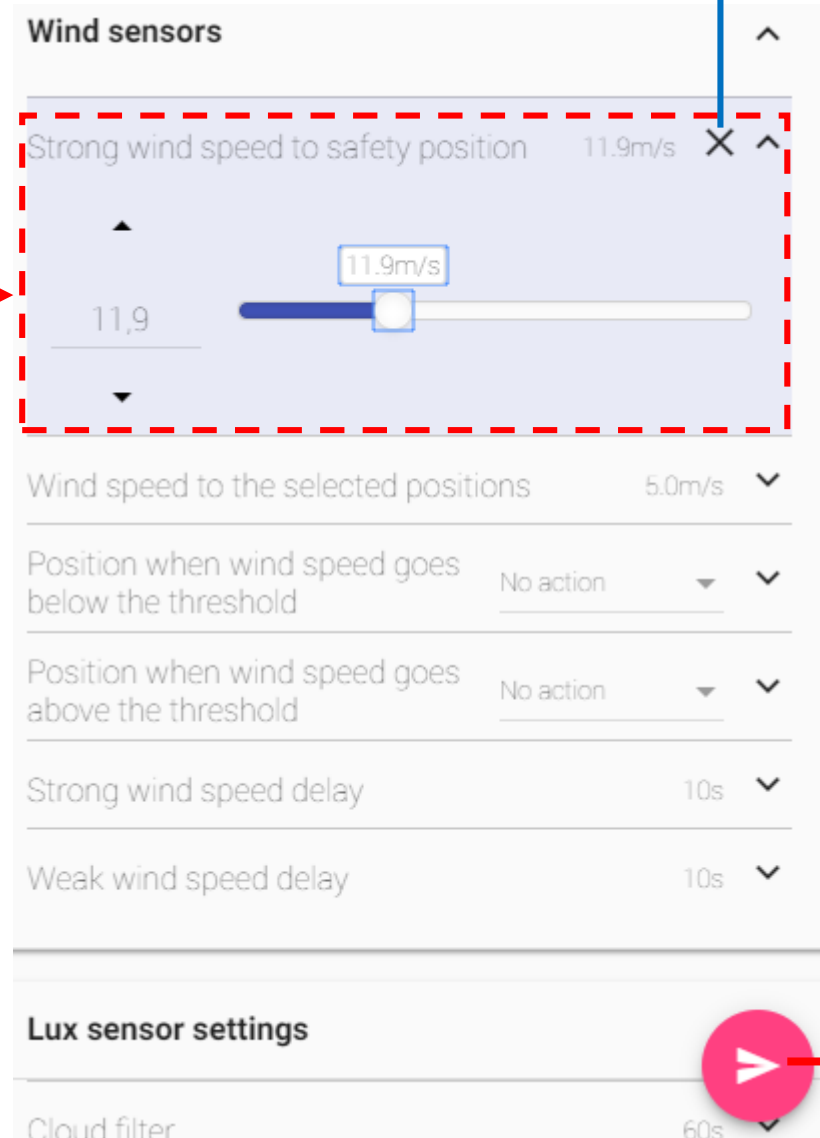 Wind sensors
Strong wind speed to safety position 11.9m/s
11.9m/s
11,9
Wind speed to the selected positions 5.0m/s
Position when wind speed goes
below the threshold
No action
Position when wind speed goes
above the threshold
No action
Strong wind speed delay 10s
Weak wind speed delay 10s
Lux sensor settings
Cloud filter 60s